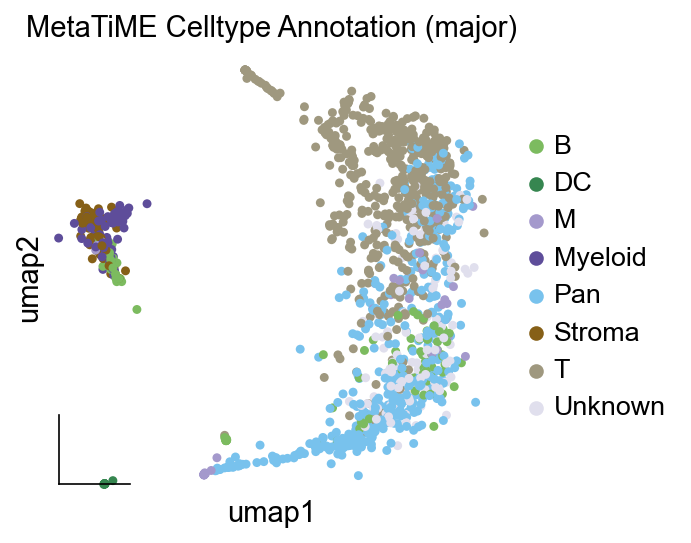 MetaTiME Celltype Annotation (major)
B
DC
M
Myeloid
Pan
Stroma
T
Unknown
umap2
umap1